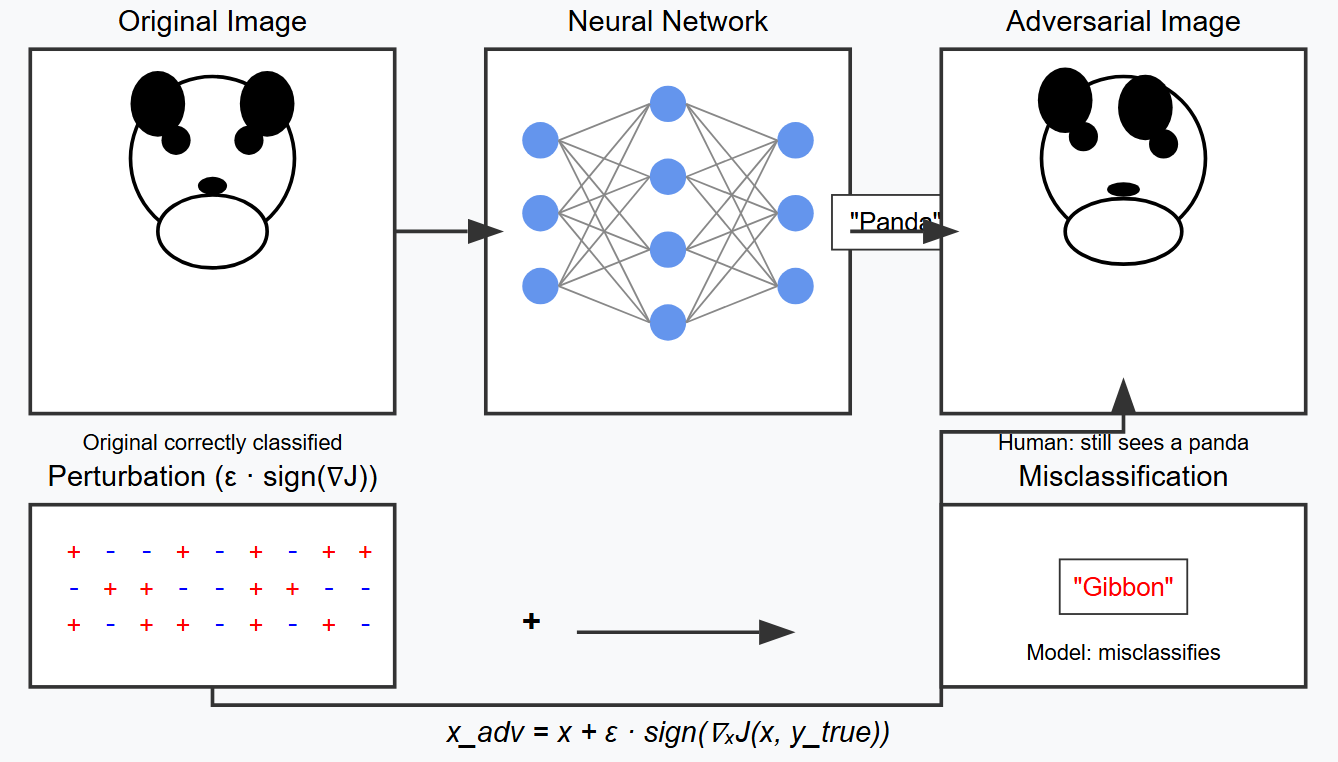 Original Image
Neural Network
Adversarial Image
"Panda"
Original correctly classified
Human: still sees a panda
Perturbation (ε · sign(∇J))
Misclassification
+ - - + - + - + +
- + + - - + + - -
+ - + + - + - + -
+
"Gibbon"
Model: misclassifies
x_adv = x + ε · sign(∇ₓJ(x, y_true))